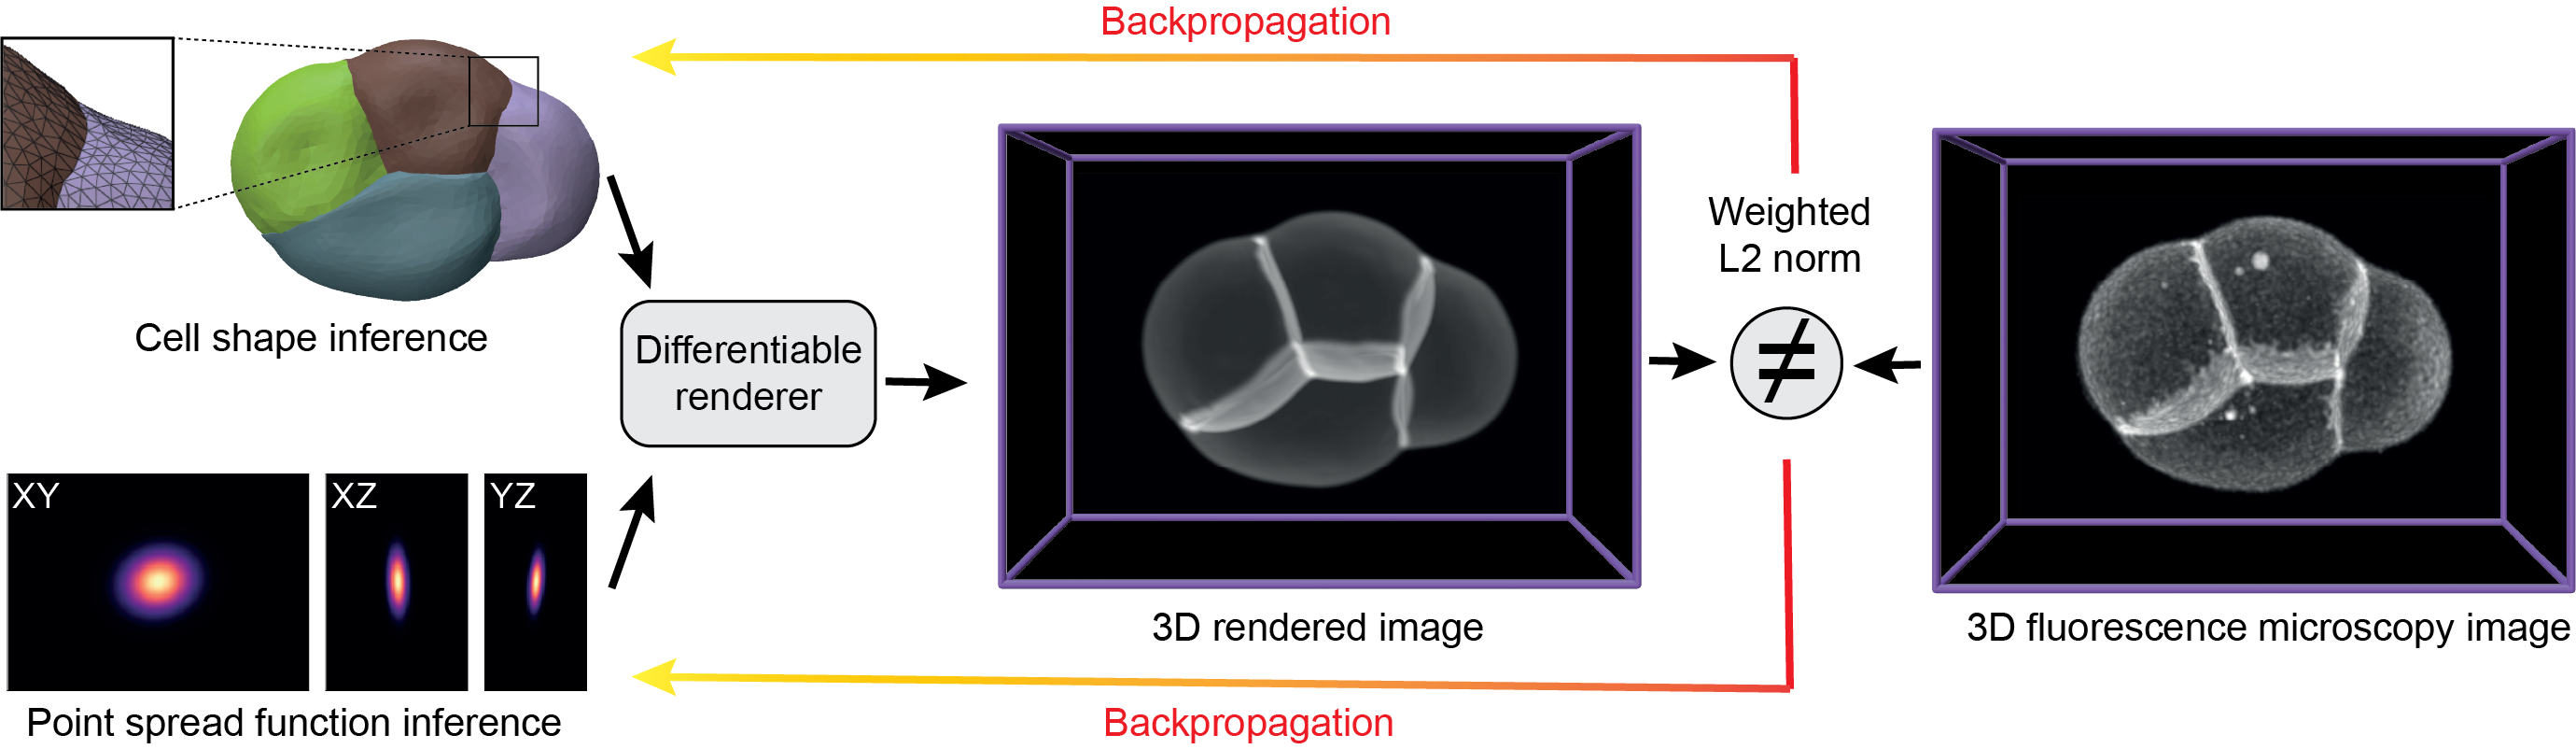 Backpropagation
Cell shape inference
Differentiable
renderer
Weighted
L2 norm
≠
XY
XZ
YZ
Point spread function inference
3D rendered image
3D fluorescence microscopy image
Backpropagation